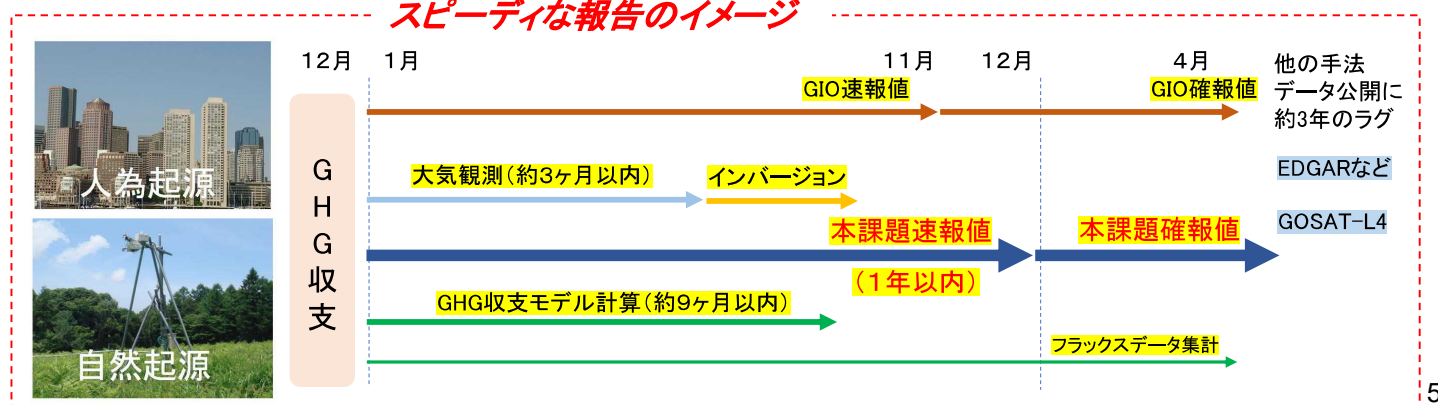 スピーディな報告のイメージ
12月
1月
11月
12月
4月
人為起源
自然起源
GHG収支
GIO速報値
GIO確報値
大気観測(約3ヶ月以内)
インバージョン
本課題速報値
(1年以内)
本課題確報値
GHG収支モデル計算(約9ヶ月以内)
フラックスデータ集計
他の手法
データ公開に
約3年のラグ
EDGARなど
GOSAT-L4
5